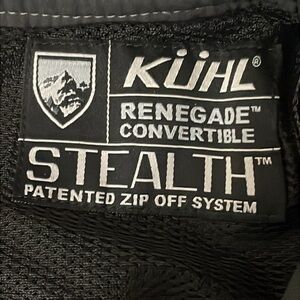 KÜHL®
RENEGADE™
CONVERTIBLE
STEALTH™
PATENTED ZIP OFF SYSTEM